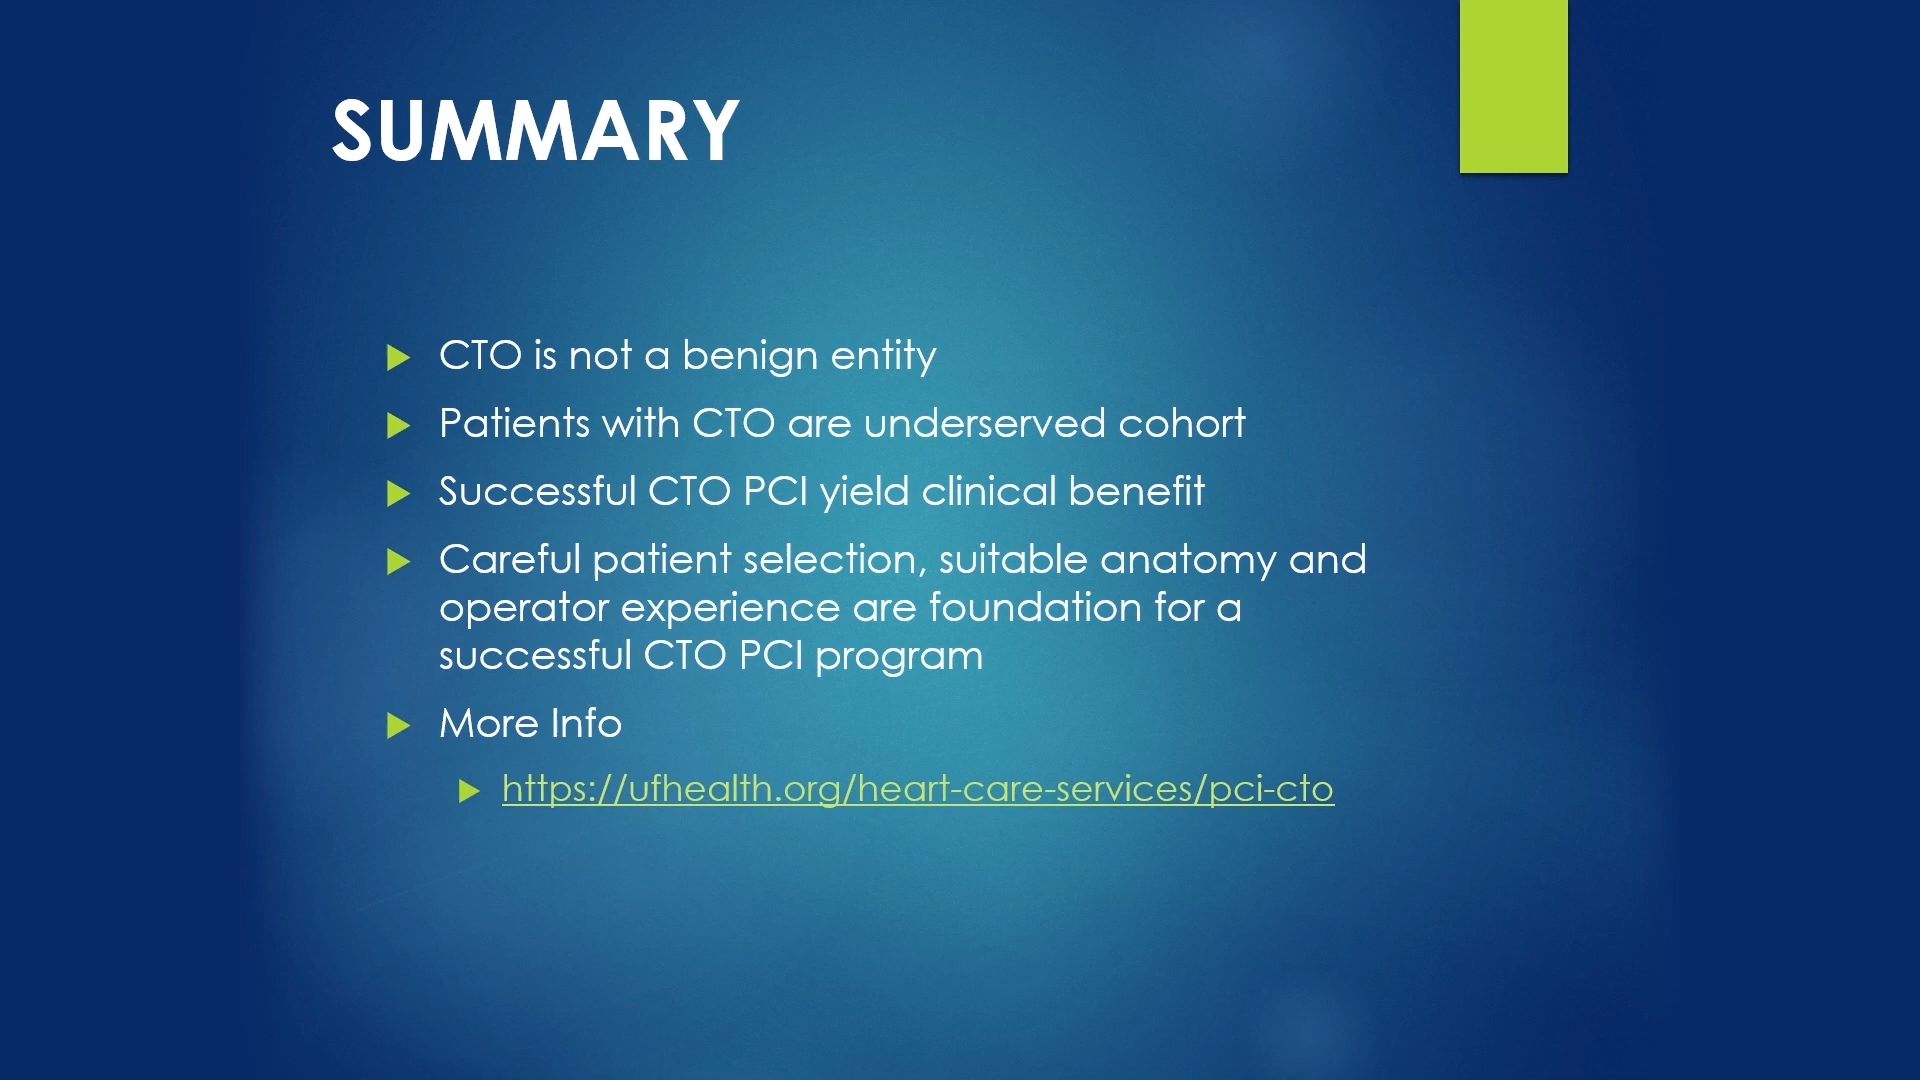 SUMMARY
CTO is not a benign entity
Patients with CTO are underserved cohort
Successful CTO PCI yield clinical benefit
Careful patient selection, suitable anatomy and
operator experience are foundation for a
successful CTO PCI program
More Info
https://ufhealth.org/heart-care-services/pci-cto